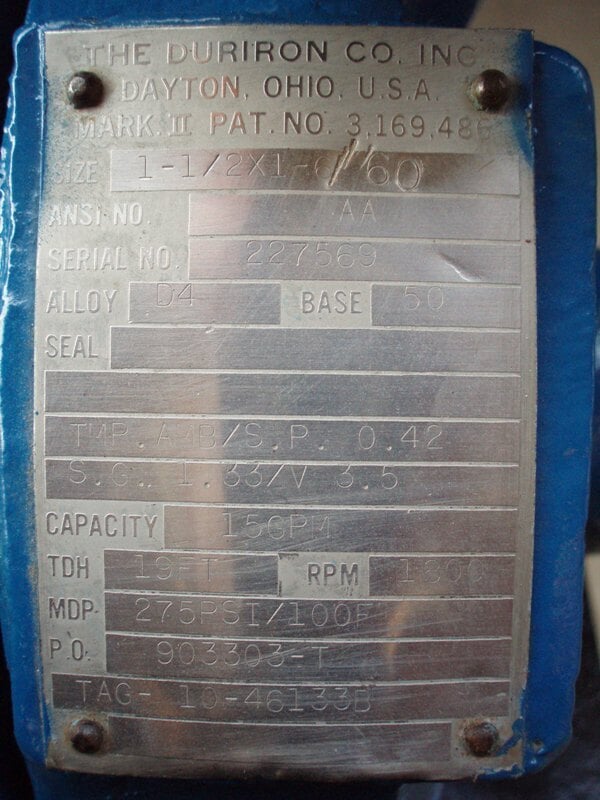 THE DURIRON CO. INC
DAYTON, OHIO, U.S.A.
MARK II PAT. NO. 3,169,486
SIZE 1-1/2X1-6//60
ANSI NO. AA
SERIAL NO. 227569
ALLOY D4 BASE 50
SEAL
TMP. AMB/S.P. 0.42
S.G. 1.33/V 3.5
CAPACITY 15GPM
TDH 19FT RPM 1800
MDP 275PSI/100F
P.O. 903303-T
TAG- 10-46133B